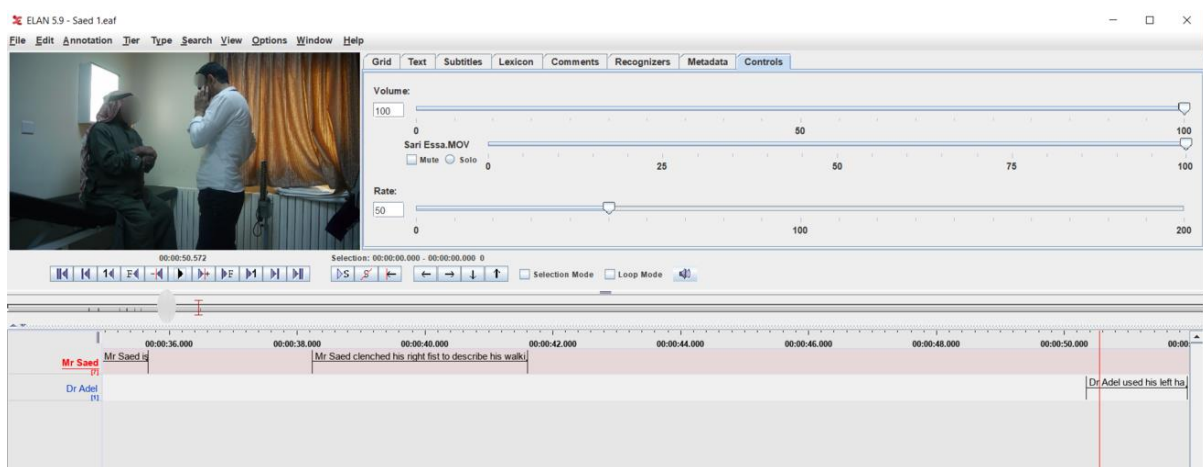 ELAN 5.9 - Saed 1.eaf
File Edit Annotation Tier Type Search View Options Window Help
Grid Text Subtitles Lexicon Comments Recognizers Metadata Controls
Volume:
100
0 50 100
Sari Essa.MOV
Mute Solo
0 25 50 75 100
Rate:
50
0 100 200
00:00:50.572
Selection: 00:00:00.000 - 00:00:00.000 0
Selection Mode Loop Mode
00:00:36.000 00:00:38.000 00:00:40.000 00:00:42.000 00:00:44.000 00:00:46.000 00:00:48.000 00:00:50.000 00:00
Mr Saed
[7]
Mr Saed is
Mr Saed clenched his right fist to describe his walki
Dr Adel
[1]
Dr Adel used his left ha